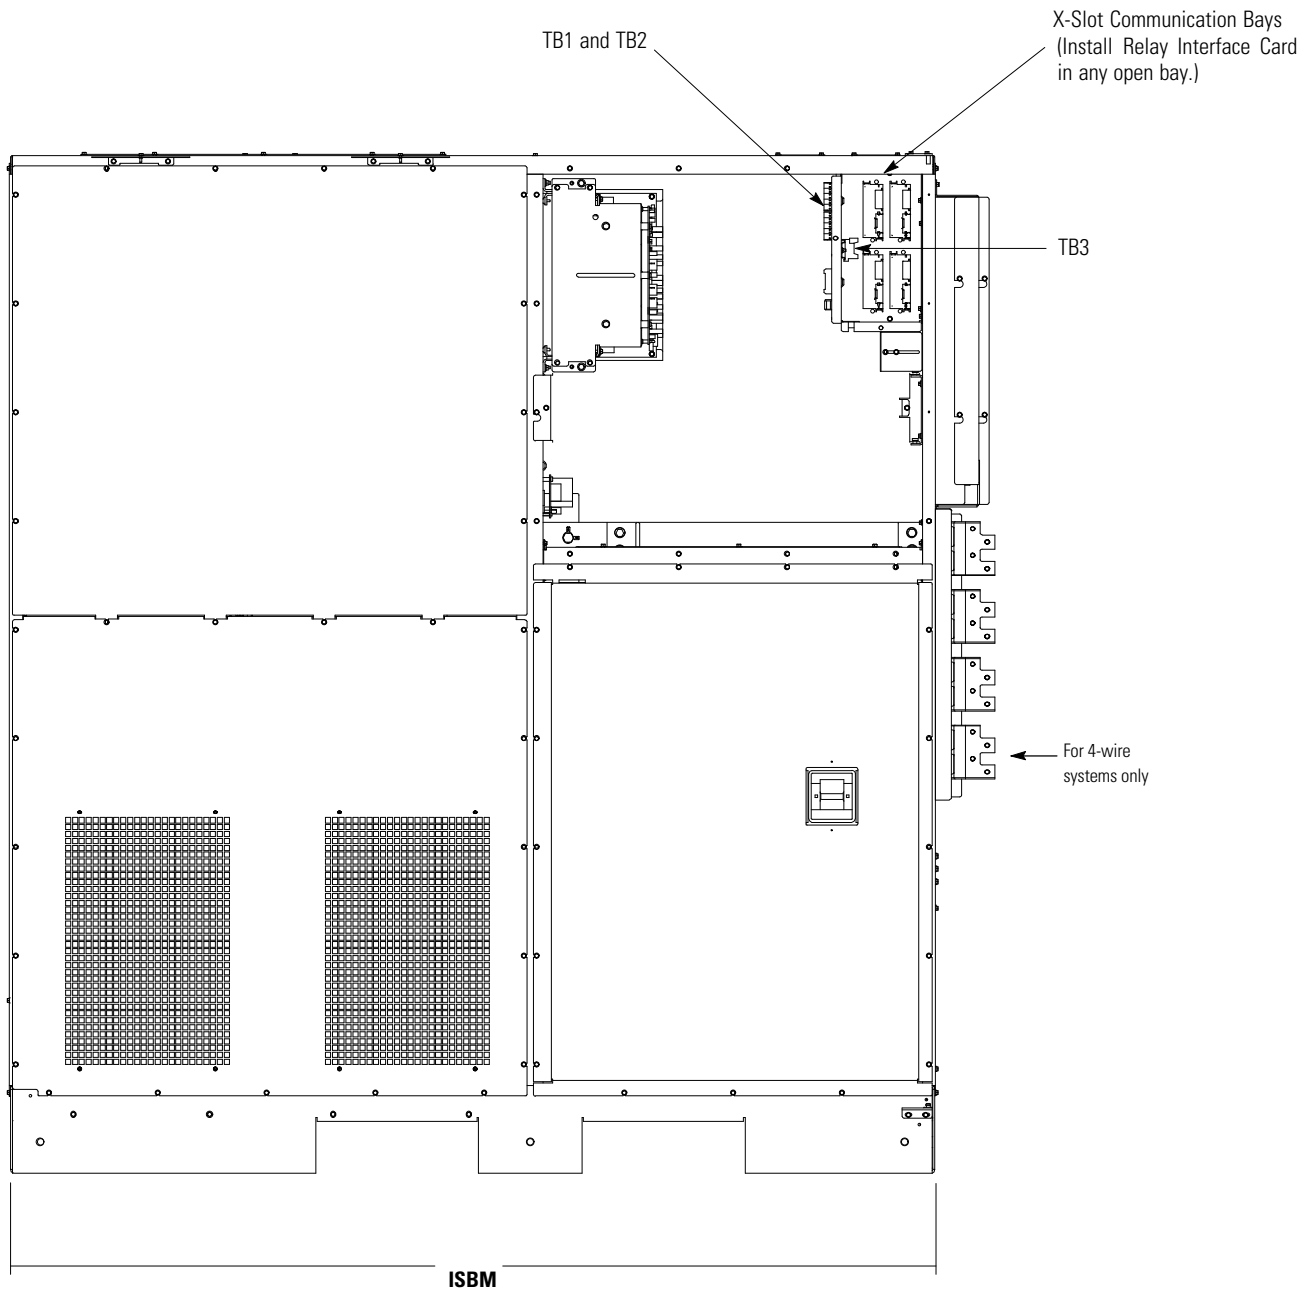 X-Slot Communication Bays
(Install Relay Interface Card
in any open bay.)
TB1 and TB2
TB3
For 4-wire
systems only
ISBM